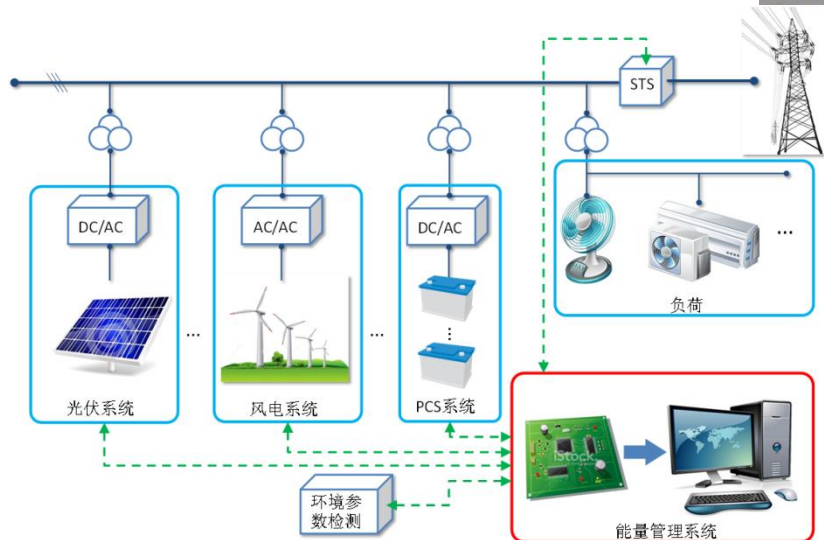 STS
DC/AC
AC/AC
DC/AC
...
...
...
...
光伏系统
风电系统
PCS系统
负荷
iStock
环境参
数检测
能量管理系统